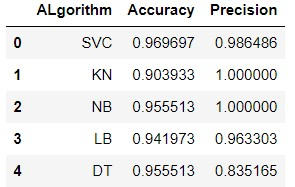 ALgorithm Accuracy Precision
0 SVC 0.969697 0.986486
1 KN 0.903933 1.000000
2 NB 0.955513 1.000000
3 LB 0.941973 0.963303
4 DT 0.955513 0.835165